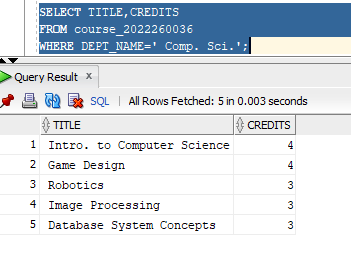 SELECT TITLE,CREDITS
FROM course_2022260036
WHERE DEPT_NAME=' Comp. Sci.';
Query Result x
SQL | All Rows Fetched: 5 in 0.003 seconds
TITLE CREDITS
1 Intro. to Computer Science 4
2 Game Design 4
3 Robotics 3
4 Image Processing 3
5 Database System Concepts 3